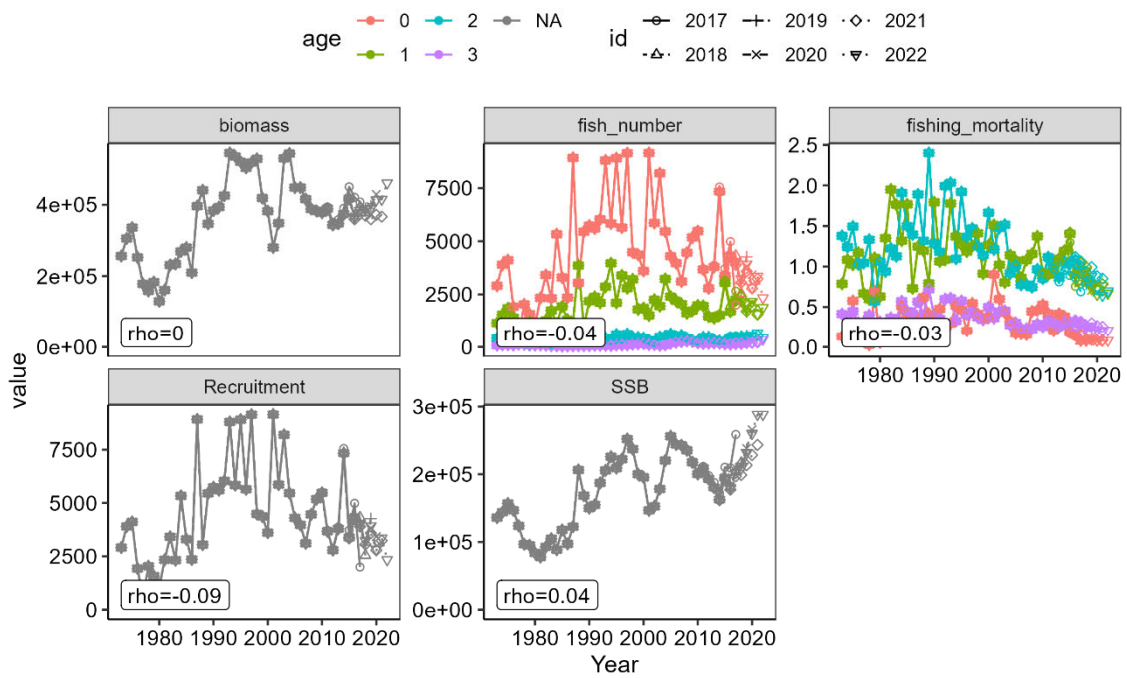 age 0 2 NA id 2017 2019 2021
1 3 2018 2020 2022
biomass fish_number fishing_mortality
4e+05
2e+05
0e+00
rho=0
7500
5000
2500
0
rho=-0.04
2.5
2.0
1.5
1.0
0.5
0.0
rho=-0.03
1980 1990 2000 2010 2020
value
Recruitment SSB
7500
5000
2500
0
rho=-0.09
1980 1990 2000 2010 2020
3e+05
2e+05
1e+05
0e+00
rho=0.04
1980 1990 2000 2010 2020
Year